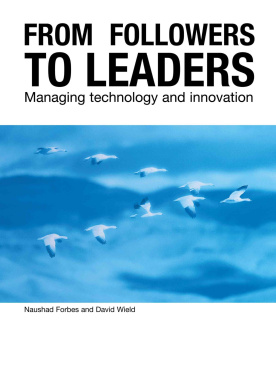 FROM FOLLOWERS
TO LEADERS
Managing technology and innovation
Naushad Forbes and David Wield